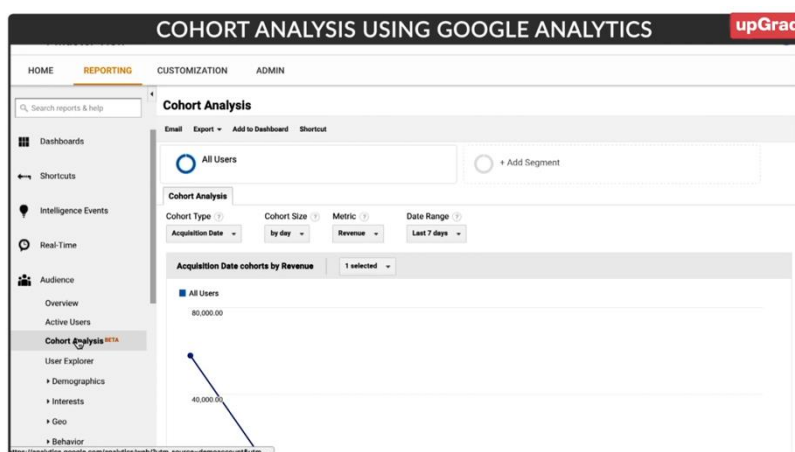 COHORT ANALYSIS USING GOOGLE ANALYTICS
HOME REPORTING CUSTOMIZATION ADMIN
Search reports & help
Dashboards
Shortcuts
Intelligence Events
Real-Time
Audience
Overview
Active Users
Cohort Analysis BETA
User Explorer
Demographics
Interests
Geo
Behavior
Cohort Analysis
Email Export Add to Dashboard Shortcut
All Users
+ Add Segment
Cohort Analysis
Cohort Type ? Cohort Size ? Metric ? Date Range ?
Acquisition Date by day Revenue Last 7 days
Acquisition Date cohorts by Revenue 1 selected
All Users
80,000.00
40,000.00